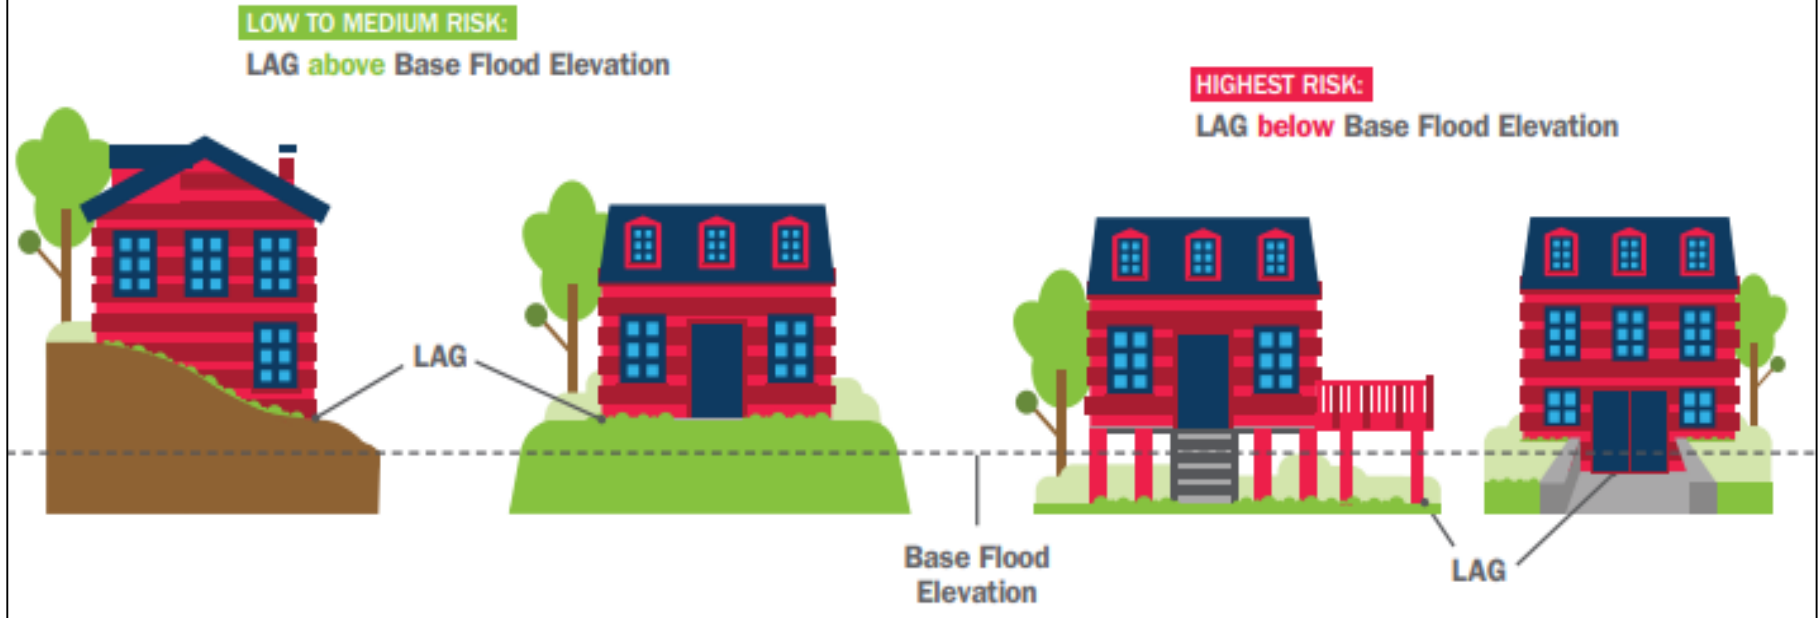 LOW TO MEDIUM RISK:
LAG above Base Flood Elevation
HIGHEST RISK:
LAG below Base Flood Elevation
LAG
Base Flood
Elevation
LAG